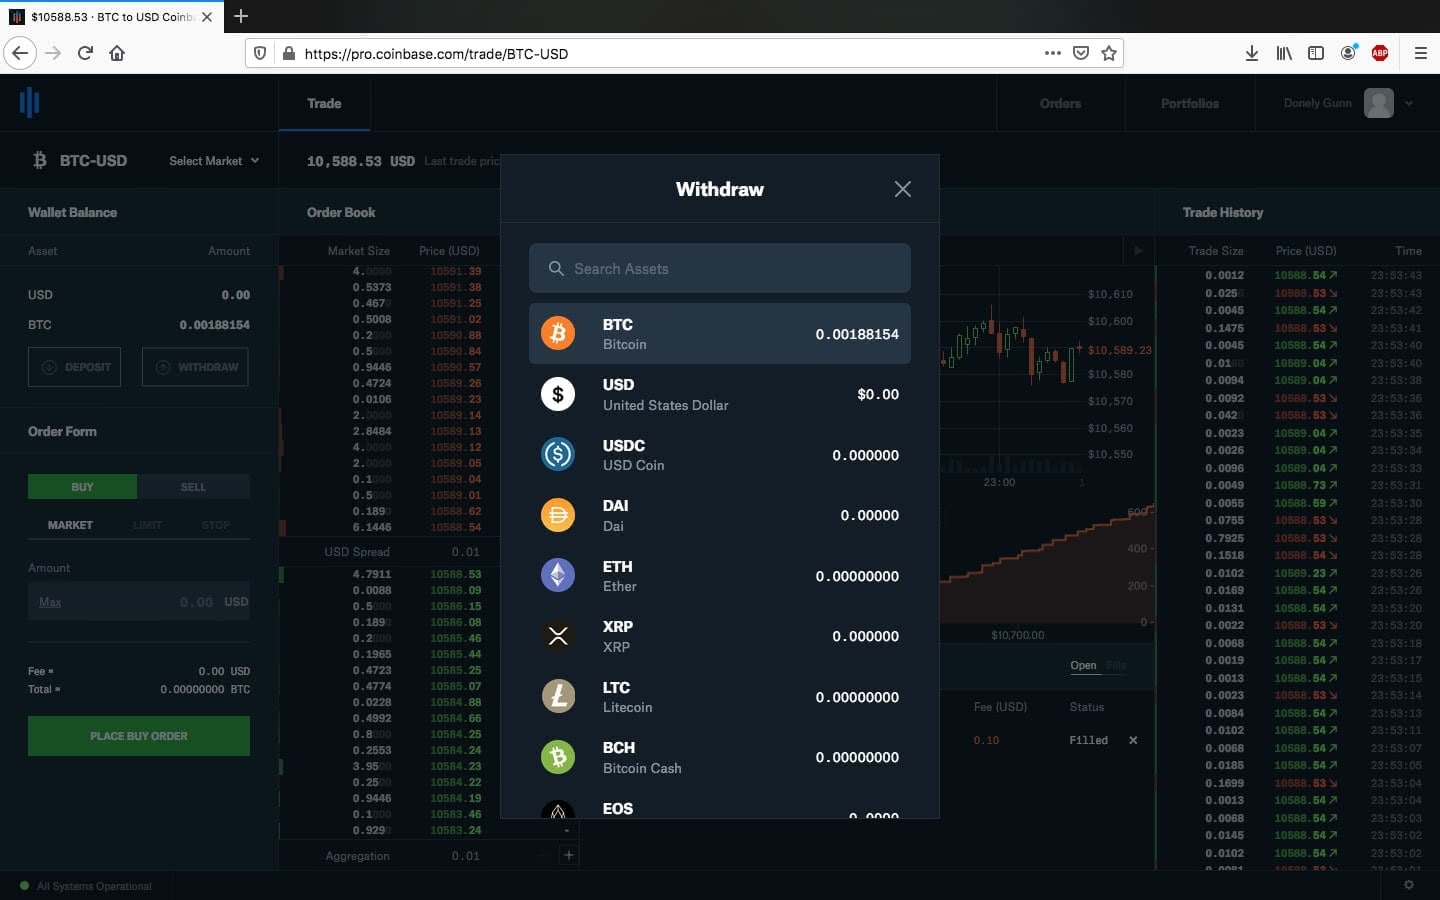 $10588.53 · BTC to USD Coinb
https://pro.coinbase.com/trade/BTC-USD
ABP
Trade
Orders
Portfolios
Donely Gunn
BTC-USD
Select Market
10,588.53 USD Last trade pric
Wallet Balance
Asset Amount
USD 0.00
BTC 0.00188154
DEPOSIT
WITHDRAW
Order Form
BUY
SELL
MARKET
LIMIT
STOP
Amount
Max 0.00 USD
Fee ≈ 0.00 USD
Total ≈ 0.00000000 BTC
PLACE BUY ORDER
All Systems Operational
Order Book
Market Size Price (USD)
4.0000 10591.39
0.5373 10591.38
0.4670 10591.25
0.5008 10591.02
0.2000 10590.88
0.5000 10590.84
0.9446 10590.57
0.4724 10589.26
0.0106 10589.23
2.0000 10589.14
2.8484 10589.13
4.0000 10589.12
2.0000 10589.05
0.1000 10589.04
0.5000 10589.01
0.1890 10588.62
6.1446 10588.54
USD Spread 0.01
4.7911 10588.53
0.0088 10588.09
0.5000 10586.15
0.1890 10586.08
0.2000 10585.46
0.1965 10585.44
0.4723 10585.25
0.4774 10585.07
0.0228 10584.88
0.4992 10584.66
0.8000 10584.25
0.2553 10584.24
3.9500 10584.23
0.2500 10584.22
0.9446 10584.19
0.1000 10583.46
0.9290 10583.24
Aggregation 0.01
Withdraw
Search Assets
BTC
Bitcoin
0.00188154
USD
United States Dollar
$0.00
USDC
USD Coin
0.000000
DAI
Dai
0.00000
ETH
Ether
0.00000000
XRP
XRP
0.000000
LTC
Litecoin
0.00000000
BCH
Bitcoin Cash
0.00000000
EOS
0.0000
$10,610
$10,600
$10,589.23
$10,580
$10,570
$10,560
$10,550
23:00
1
600
400
200
0
$10,700.00
Open Fills
Fee (USD) Status
0.10 Filled
Trade History
Trade Size Price (USD) Time
0.0012 10588.54 23:53:43
0.0250 10588.53 23:53:43
0.0045 10588.54 23:53:42
0.1475 10588.53 23:53:41
0.0045 10588.54 23:53:40
0.0100 10589.04 23:53:40
0.0094 10588.54 23:53:38
0.0092 10588.53 23:53:36
0.0420 10588.53 23:53:36
0.0023 10589.04 23:53:35
0.0026 10589.04 23:53:34
0.0096 10589.04 23:53:33
0.0049 10588.73 23:53:31
0.0055 10588.59 23:53:30
0.0755 10588.53 23:53:28
0.7925 10588.53 23:53:28
0.1518 10588.54 23:53:28
0.0102 10589.23 23:53:26
0.0169 10588.54 23:53:26
0.0131 10588.54 23:53:20
0.0022 10588.53 23:53:20
0.0068 10588.54 23:53:18
0.0019 10588.54 23:53:17
0.0013 10588.54 23:53:15
0.0023 10588.53 23:53:14
0.0084 10588.54 23:53:13
0.0102 10588.54 23:53:11
0.0068 10588.54 23:53:07
0.0185 10588.54 23:53:05
0.1699 10588.53 23:53:04
0.0013 10588.54 23:53:04
0.0068 10588.54 23:53:03
0.0145 10588.54 23:53:02
0.0102 10588.54 23:53:02